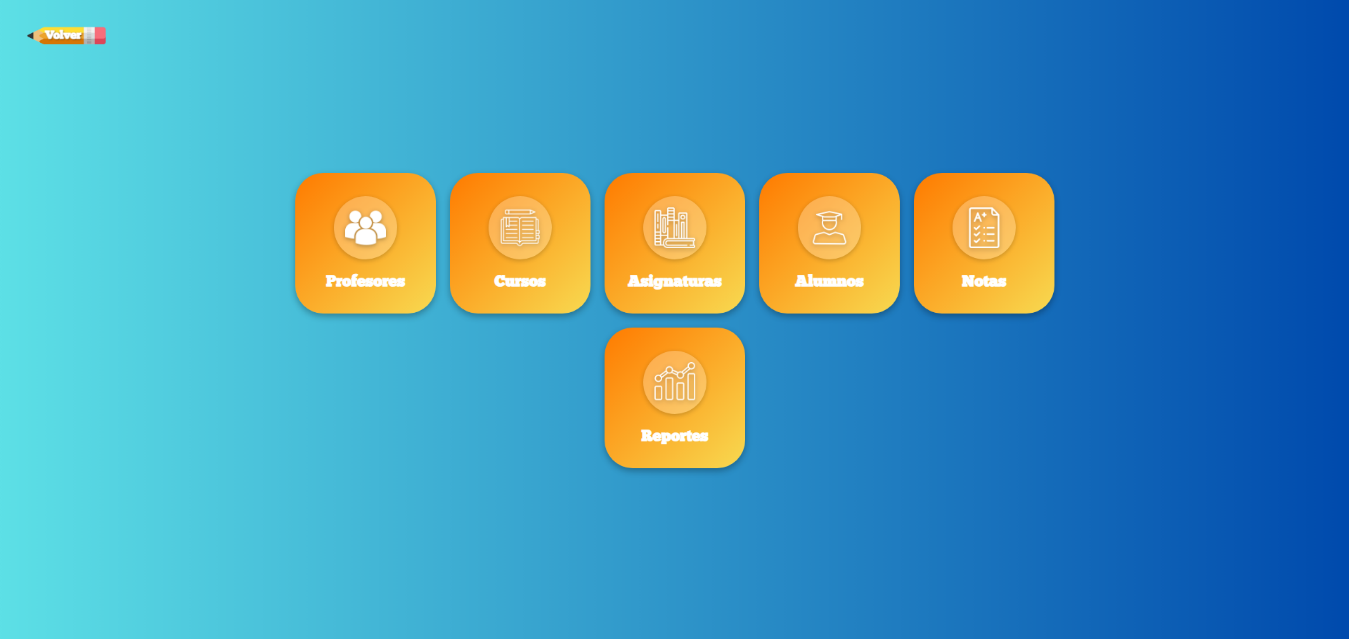 Volver
Profesores
Cursos
Asignaturas
Alumnos
Notas
Reportes